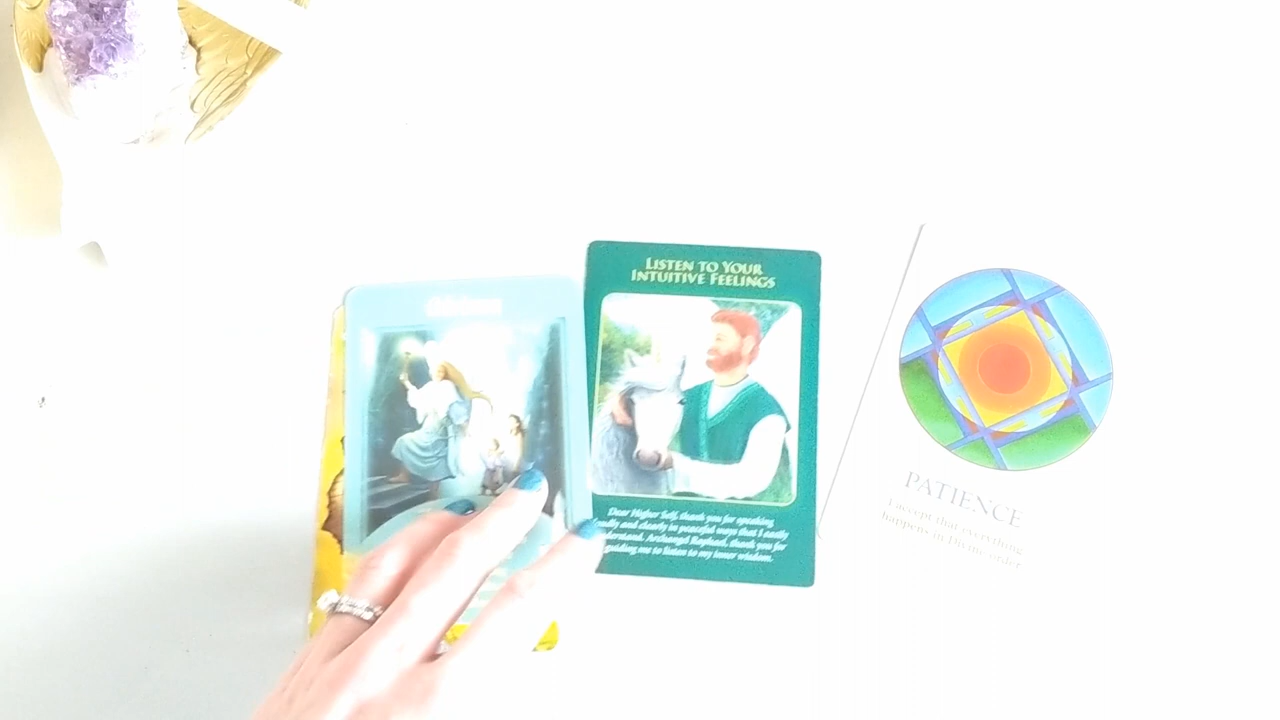 LISTEN TO YOUR
INTUITIVE FEELINGS
Dear Higher Self, thank you for speaking
loudly and clearly in peaceful ways that I easily
understand. Archangel Raphael, thank you for
guiding me to listen to my inner wisdom.
PATIENCE
I accept that everything
happens in Divine order